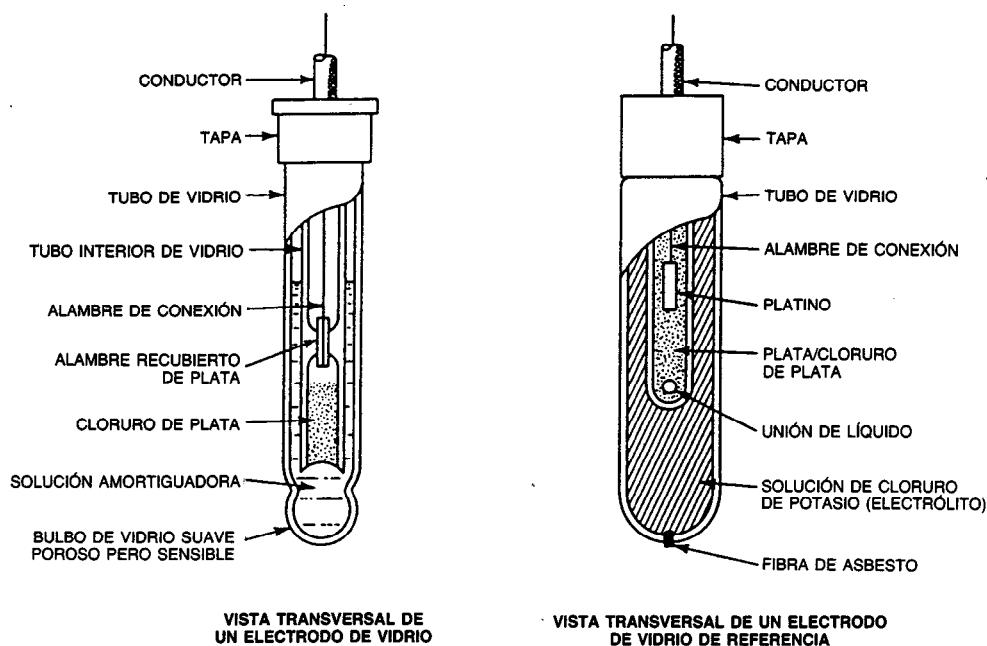 CONDUCTOR
TAPA
TUBO DE VIDRIO
TUBO INTERIOR DE VIDRIO
ALAMBRE DE CONEXIÓN
ALAMBRE RECUBIERTO
DE PLATA
CLORURO DE PLATA
SOLUCIÓN AMORTIGUADORA
BULBO DE VIDRIO SUAVE
POROSO PERO SENSIBLE
VISTA TRANSVERSAL DE
UN ELECTRODO DE VIDRIO
CONDUCTOR
TAPA
TUBO DE VIDRIO
ALAMBRE DE CONEXIÓN
PLATINO
PLATA/CLORURO
DE PLATA
UNIÓN DE LÍQUIDO
SOLUCIÓN DE CLORURO
DE POTASIO (ELECTRÓLITO)
FIBRA DE ASBESTO
VISTA TRANSVERSAL DE UN ELECTRODO
DE VIDRIO DE REFERENCIA